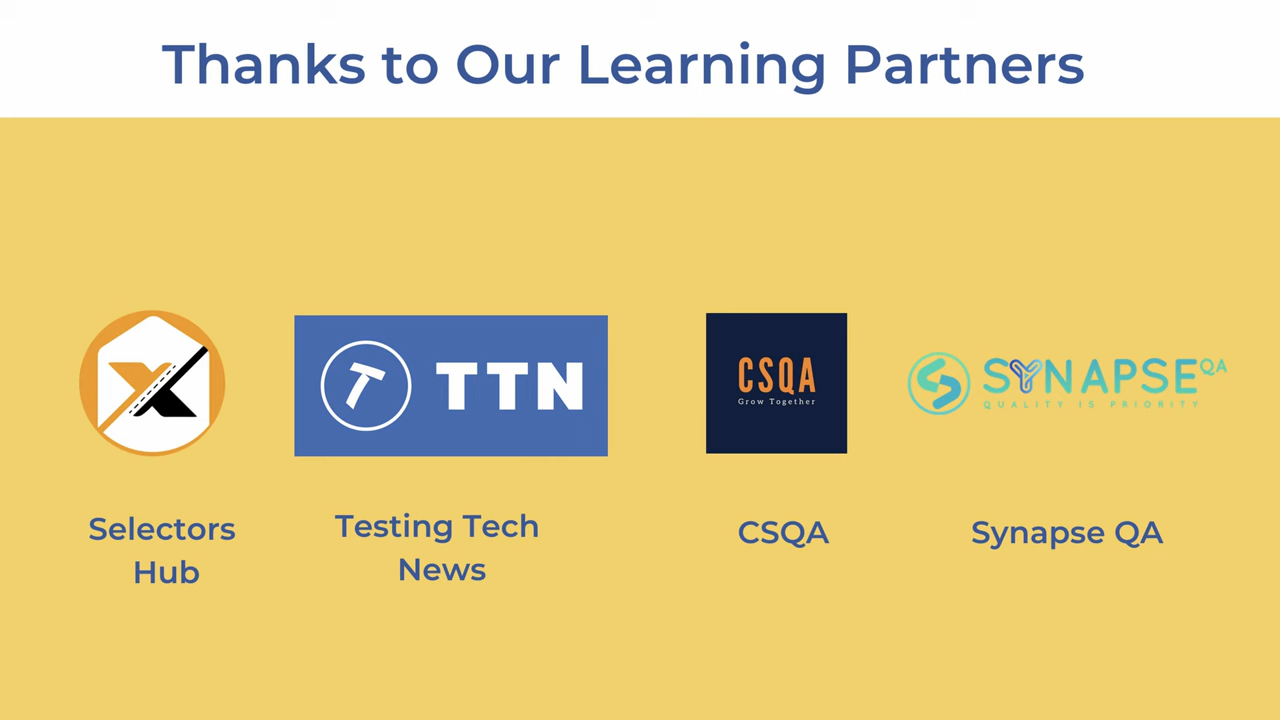 Thanks to Our Learning Partners
TTN
CSQA
Grow Together
SYNAPSE QA
QUALITY IS PRIORITY
Selectors
Hub
Testing Tech
News
CSQA
Synapse QA